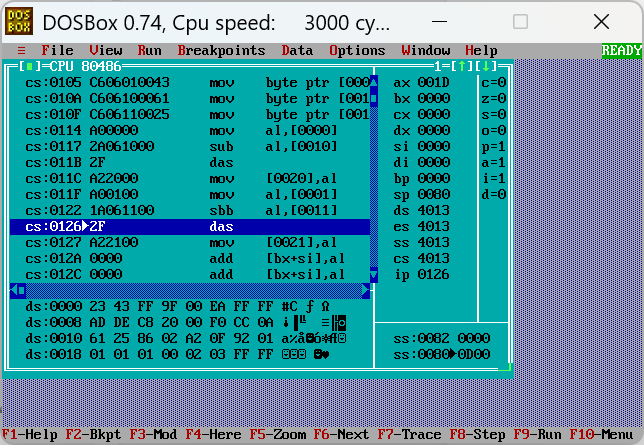 DOSBox 0.74, Cpu speed: 3000 cy...
≡ File View Run Breakpoints Data Options Window Help READY
[■]=CPU 80486 1=[↑][↓]
cs:0105 C606010043 mov byte ptr [000 ax 001D c=0
cs:010A C606100061 mov byte ptr [001 bx 0000 z=0
cs:010F C606110025 mov byte ptr [001 cx 0000 s=0
cs:0114 A00000 mov al,[0000] dx 0000 o=0
cs:0117 2A061000 sub al,[0010] si 0000 p=1
cs:011B 2F das di 0000 a=1
cs:011C A22000 mov [0020],al bp 0000 i=1
cs:011F A00100 mov al,[0001] sp 0080 d=0
cs:0122 1A061100 sbb al,[0011] ds 4013
cs:0126►2F das es 4013
cs:0127 A22100 mov [0021],al ss 4013
cs:012A 0000 add [bx+si],al cs 4013
cs:012C 0000 add [bx+si],al ip 0126
ds:0000 23 43 FF 9F 00 EA FF FF #C ƒ Ω
ds:0008 AD DE C8 20 00 F0 CC 0A
ds:0010 61 25 86 02 A2 0F 92 01 ss:0082 0000
ds:0018 01 01 01 00 02 03 FF FF ss:0080►0D00
F1-Help F2-Bkpt F3-Mod F4-Here F5-Zoom F6-Next F7-Trace F8-Step F9-Run F10-Menu